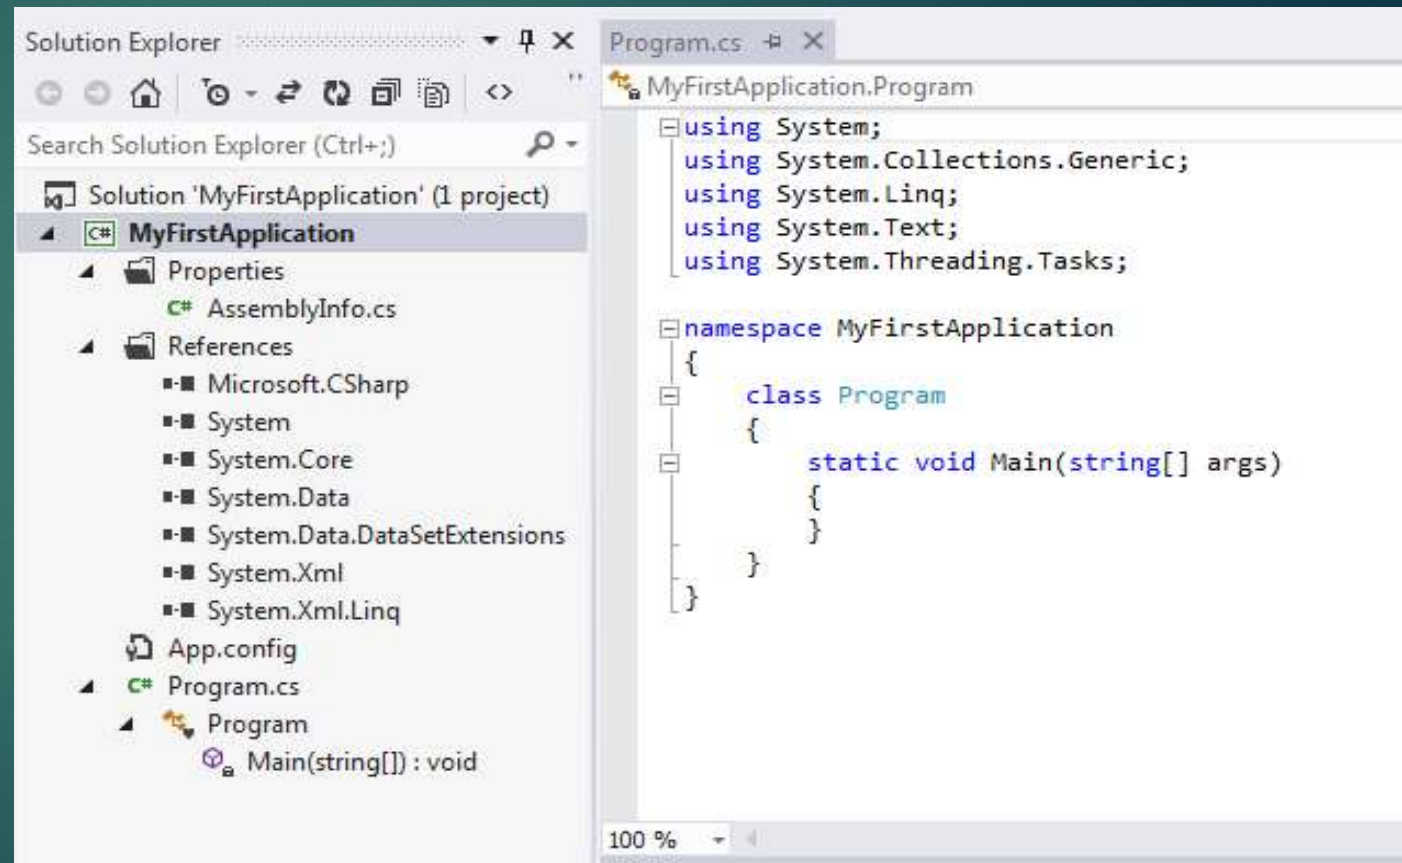 Solution Explorer
Search Solution Explorer (Ctrl+;)
Solution 'MyFirstApplication' (1 project)
C# MyFirstApplication
Properties
C# AssemblyInfo.cs
References
Microsoft.CSharp
System
System.Core
System.Data
System.Data.DataSetExtensions
System.Xml
System.Xml.Linq
App.config
C# Program.cs
Program
Main(string[]) : void
Program.cs
MyFirstApplication.Program
using System;
using System.Collections.Generic;
using System.Linq;
using System.Text;
using System.Threading.Tasks;
namespace MyFirstApplication
{
class Program
{
static void Main(string[] args)
{
}
}
}
100 %